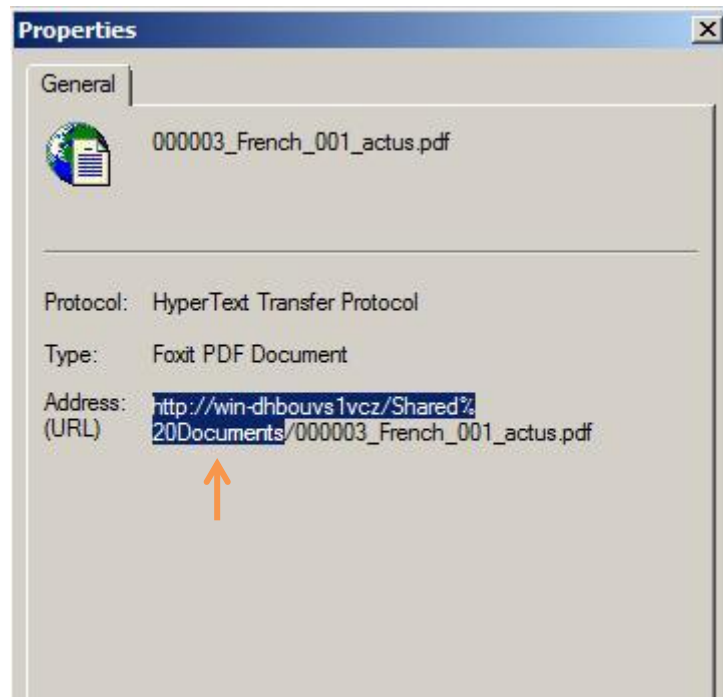 Properties
General
000003_French_001_actus.pdf
Protocol: HyperText Transfer Protocol
Type: Foxit PDF Document
Address: http://win-dhbouvs1vcz/Shared%
(URL) 20Documents/000003_French_001_actus.pdf